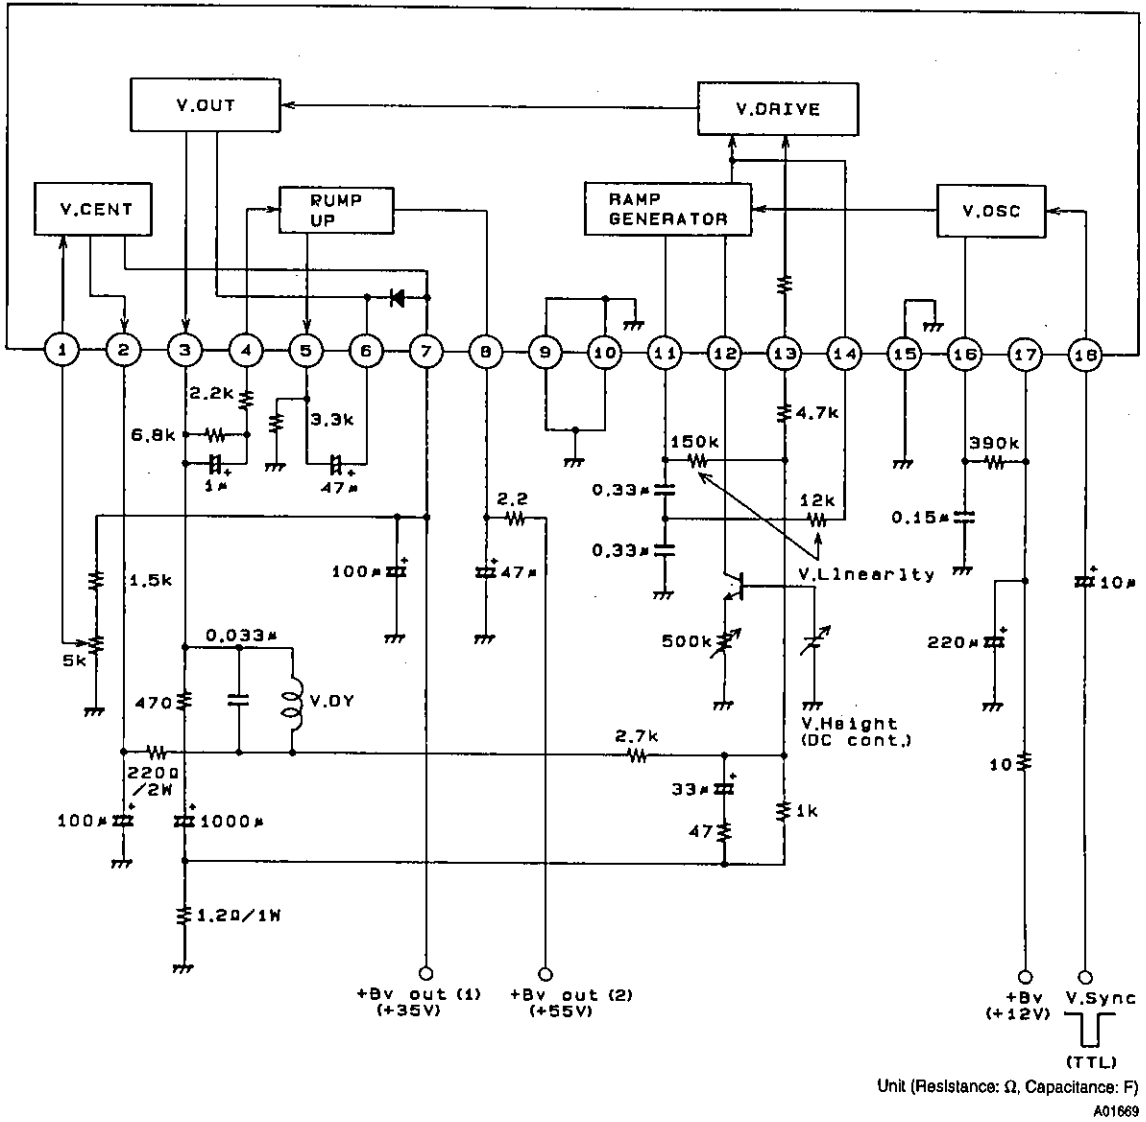 V.OUT
V.DRIVE
V.CENT
RUMP
UP
RAMP
GENERATOR
V.OSC
1
2
3
4
5
6
7
8
9
10
11
12
13
14
15
16
17
18
2.2k
6.8k
1μ
3.3k
47μ
4.7k
150k
390k
0.33μ
2.2
12k
0.15μ
0.33μ
1.5k
100μ
47μ
V.Linearity
10μ
5k
0.033μ
500k
220μ
470
V.DY
V.Height
(DC cont.)
2.7k
220Ω
/2W
10
33μ
1k
100μ
1000μ
47
1.2Ω/1W
+Bv out (1)
(+35V)
+Bv out (2)
(+55V)
+Bv
(+12V)
V.Sync
(TTL)
Unit (Resistance: Ω, Capacitance: F)
A01669